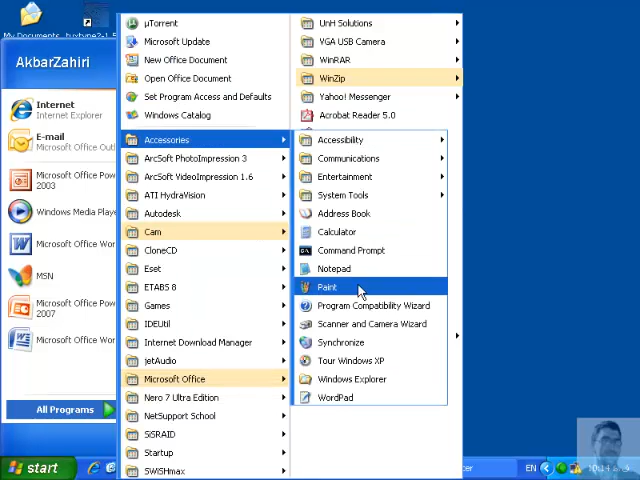 My Documents
tuxtype2-1.5
AkbarZahiri
Internet
Internet Explorer
E-mail
Microsoft Office Out
Microsoft Office Pow
2003
Windows Media Player
Microsoft Office Wor
MSN
Microsoft Office Pow
2007
Microsoft Office Wor
All Programs
µTorrent
Microsoft Update
New Office Document
Open Office Document
Set Program Access and Defaults
Windows Catalog
Accessories
ArcSoft PhotoImpression 3
ArcSoft VideoImpression 1.6
ATI HydraVision
Autodesk
Cam
CloneCD
Eset
ETABS 8
Games
IDEUtil
Internet Download Manager
jetAudio
Microsoft Office
Nero 7 Ultra Edition
NetSupport School
SiSRAID
Startup
SWiSHmax
UnH Solutions
VGA USB Camera
WinRAR
WinZip
Yahoo! Messenger
Acrobat Reader 5.0
Accessibility
Communications
Entertainment
System Tools
Address Book
Calculator
Command Prompt
Notepad
Paint
Program Compatibility Wizard
Scanner and Camera Wizard
Synchronize
Tour Windows XP
Windows Explorer
WordPad
start
EN